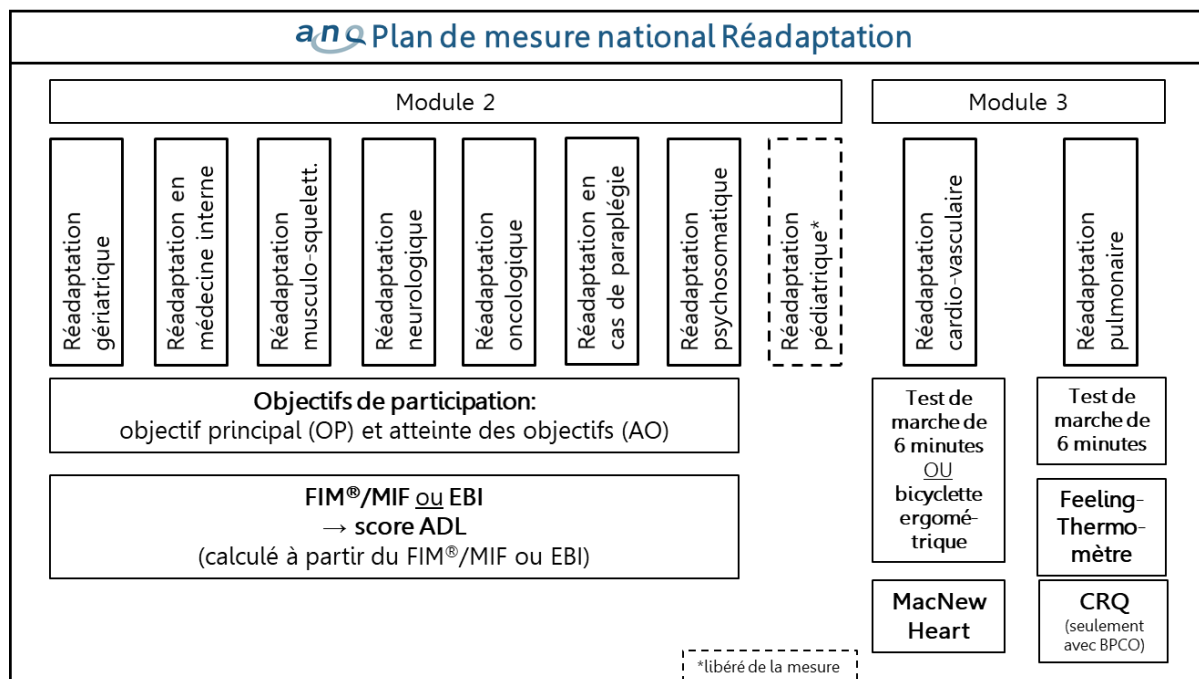 anq Plan de mesure national Réadaptation
Module 2
Module 3
Réadaptation
gériatrique
Réadaptation en
médecine interne
Réadaptation
musculo-squelett.
Réadaptation
neurologique
Réadaptation
oncologique
Réadaptation en
cas de paraplégie
Réadaptation
psychosomatique
Réadaptation
pédiatrique*
Réadaptation
cardio-vasculaire
Réadaptation
pulmonaire
Objectifs de participation:
objectif principal (OP) et atteinte des objectifs (AO)
FIM®/MIF ou EBI
→ score ADL
(calculé à partir du FIM®/MIF ou EBI)
Test de
marche de
6 minutes
OU
bicyclette
ergomé-
trique
MacNew
Heart
Test de
marche de
6 minutes
Feeling-
Thermo-
mètre
CRQ
(seulement
avec BPCO)
*libéré de la mesure